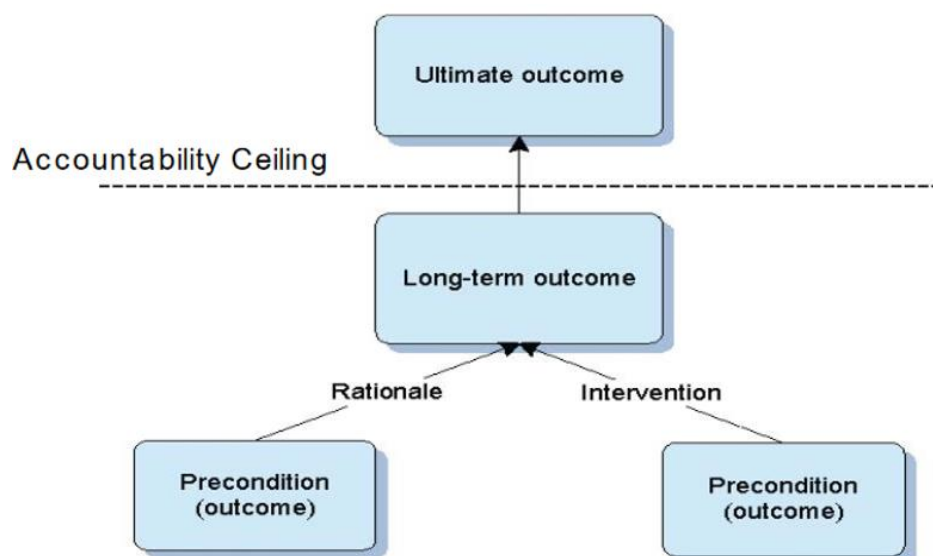 Ultimate outcome
Accountability Ceiling
Long-term outcome
Rationale
Intervention
Precondition
(outcome)
Precondition
(outcome)